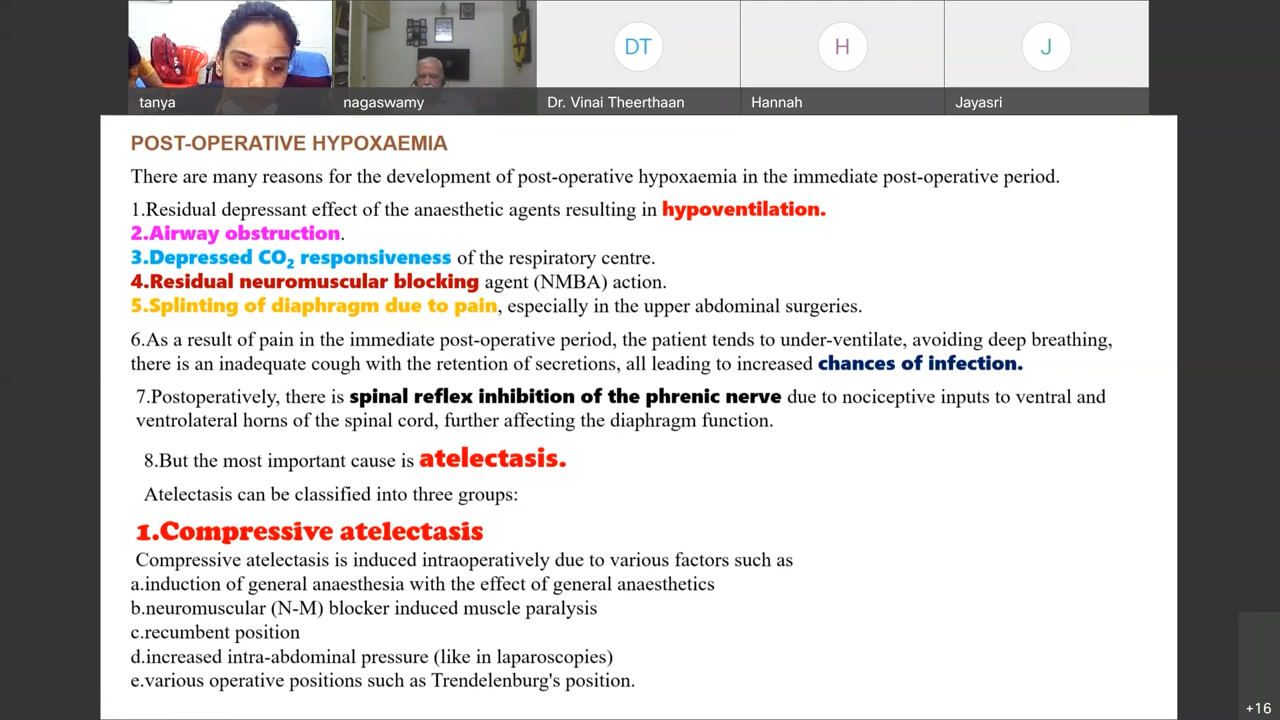 DT
H
J
tanya
nagaswamy
Dr. Vinai Theerthaan
Hannah
Jayasri
POST-OPERATIVE HYPOXAEMIA
There are many reasons for the development of post-operative hypoxaemia in the immediate post-operative period.
1.Residual depressant effect of the anaesthetic agents resulting in hypoventilation.
2.Airway obstruction.
3.Depressed CO₂ responsiveness of the respiratory centre.
4.Residual neuromuscular blocking agent (NMBA) action.
5.Splinting of diaphragm due to pain, especially in the upper abdominal surgeries.
6.As a result of pain in the immediate post-operative period, the patient tends to under-ventilate, avoiding deep breathing,
there is an inadequate cough with the retention of secretions, all leading to increased chances of infection.
7.Postoperatively, there is spinal reflex inhibition of the phrenic nerve due to nociceptive inputs to ventral and
ventrolateral horns of the spinal cord, further affecting the diaphragm function.
8.But the most important cause is atelectasis.
Atelectasis can be classified into three groups:
1.Compressive atelectasis
Compressive atelectasis is induced intraoperatively due to various factors such as
a.induction of general anaesthesia with the effect of general anaesthetics
b.neuromuscular (N-M) blocker induced muscle paralysis
c.recumbent position
d.increased intra-abdominal pressure (like in laparoscopies)
e.various operative positions such as Trendelenburg's position.
+16